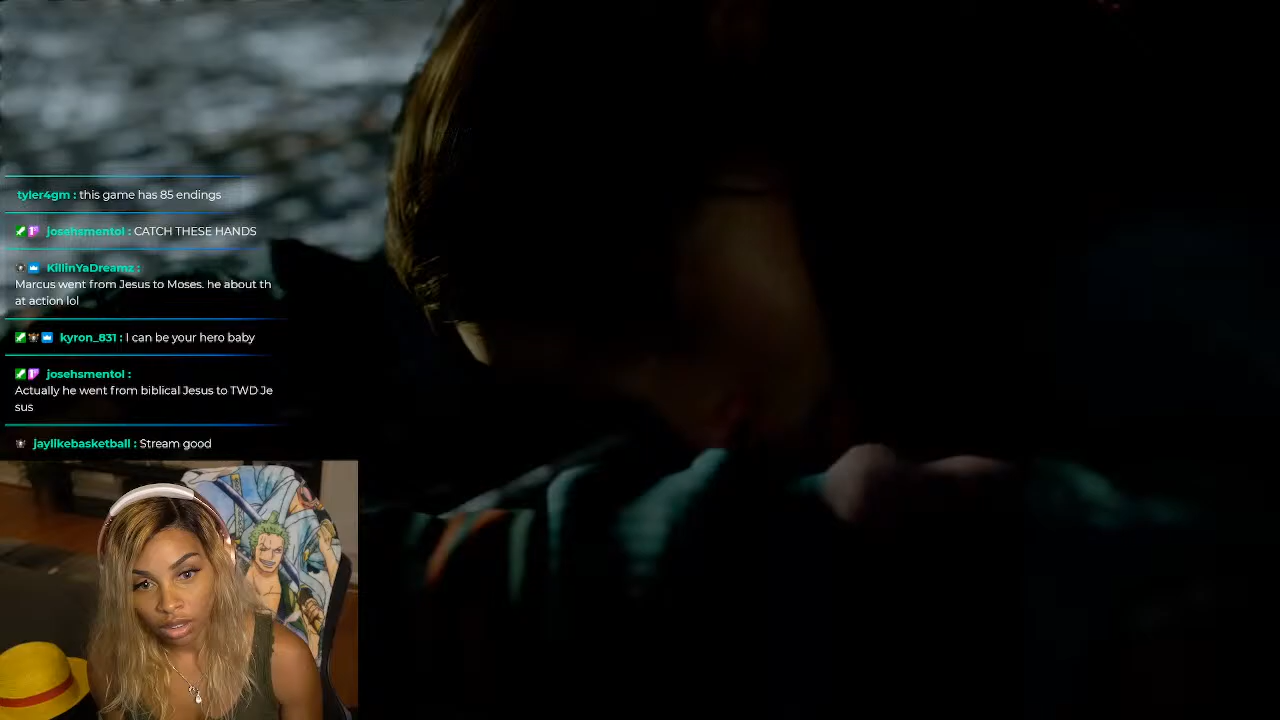 tyler4gm : this game has 85 endings
josehsmentol : CATCH THESE HANDS
KillinYaDreamz :
Marcus went from Jesus to Moses. he about th
at action lol
kyron_831 : I can be your hero baby
josehsmentol :
Actually he went from biblical Jesus to TWD Je
sus
jaylikebasketball : Stream good